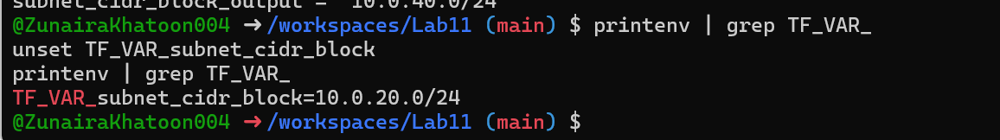 subnet_cidr_block_output = "10.0.40.0/24"
@ZunairaKhatoon004 ➜ /workspaces/Lab11 (main) $ printenv | grep TF_VAR_
unset TF_VAR_subnet_cidr_block
printenv | grep TF_VAR_
TF_VAR_subnet_cidr_block=10.0.20.0/24
@ZunairaKhatoon004 ➜ /workspaces/Lab11 (main) $